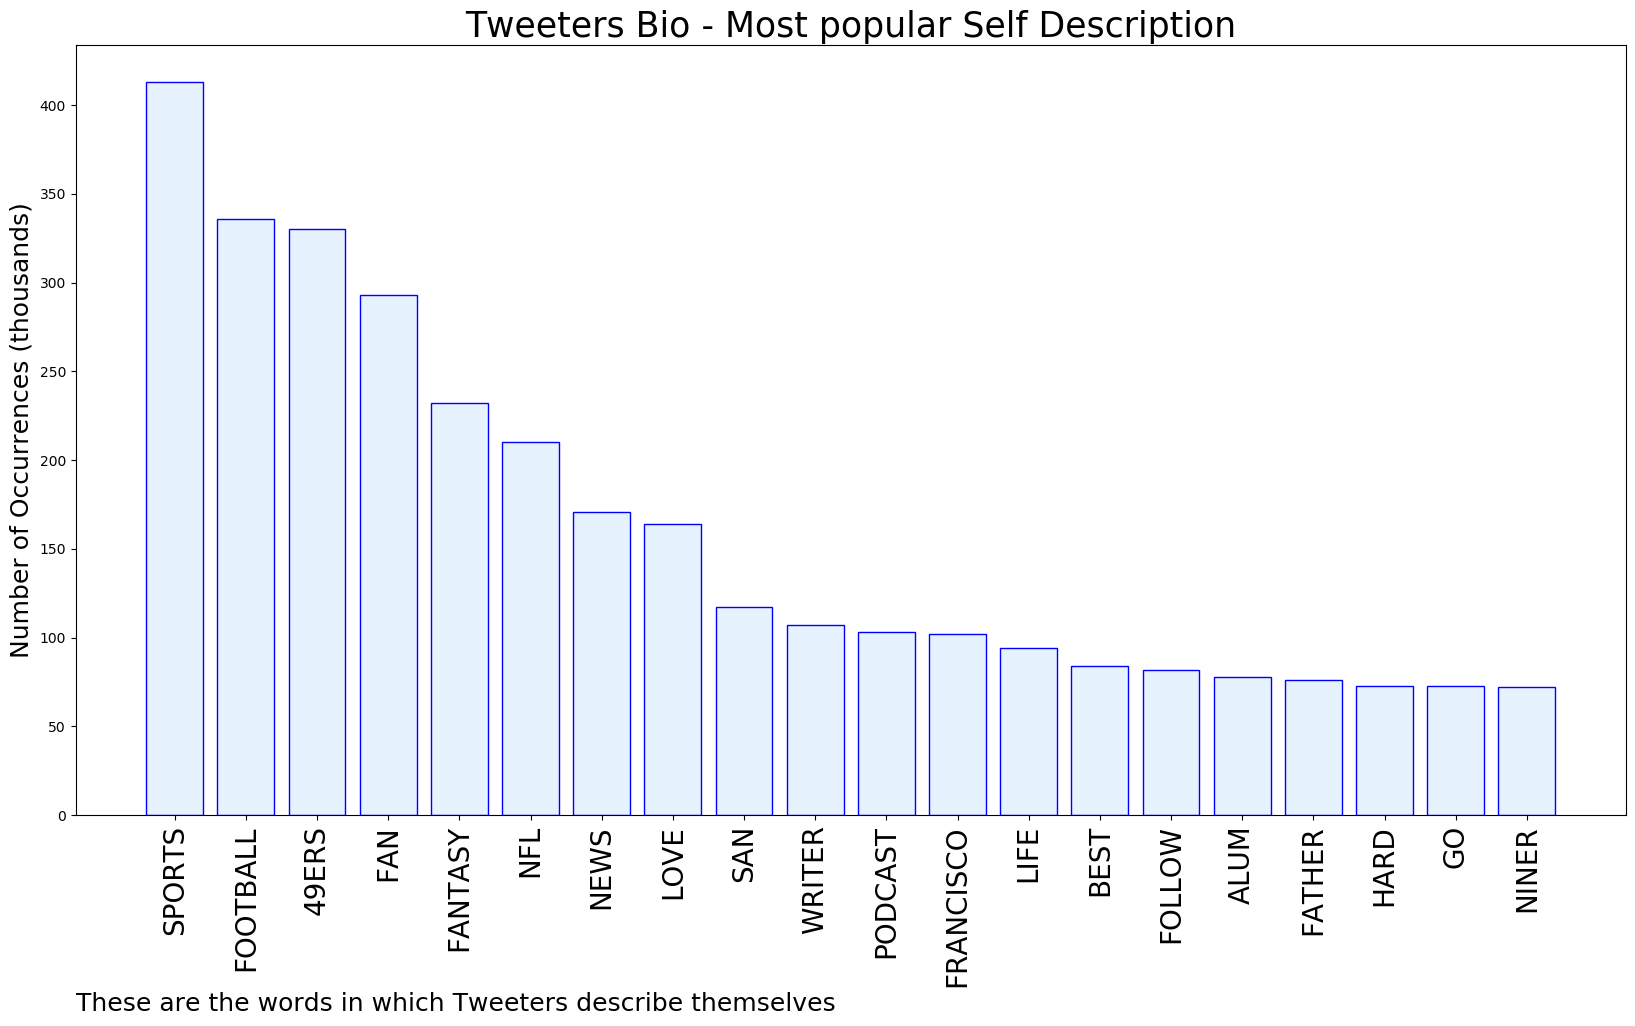 Tweeters Bio - Most popular Self Description
Number of Occurrences (thousands)
400
350
300
250
200
150
100
50
0
SPORTS
FOOTBALL
49ERS
FAN
FANTASY
NFL
NEWS
LOVE
SAN
WRITER
PODCAST
FRANCISCO
LIFE
BEST
FOLLOW
ALUM
FATHER
HARD
GO
NINER
These are the words in which Tweeters describe themselves